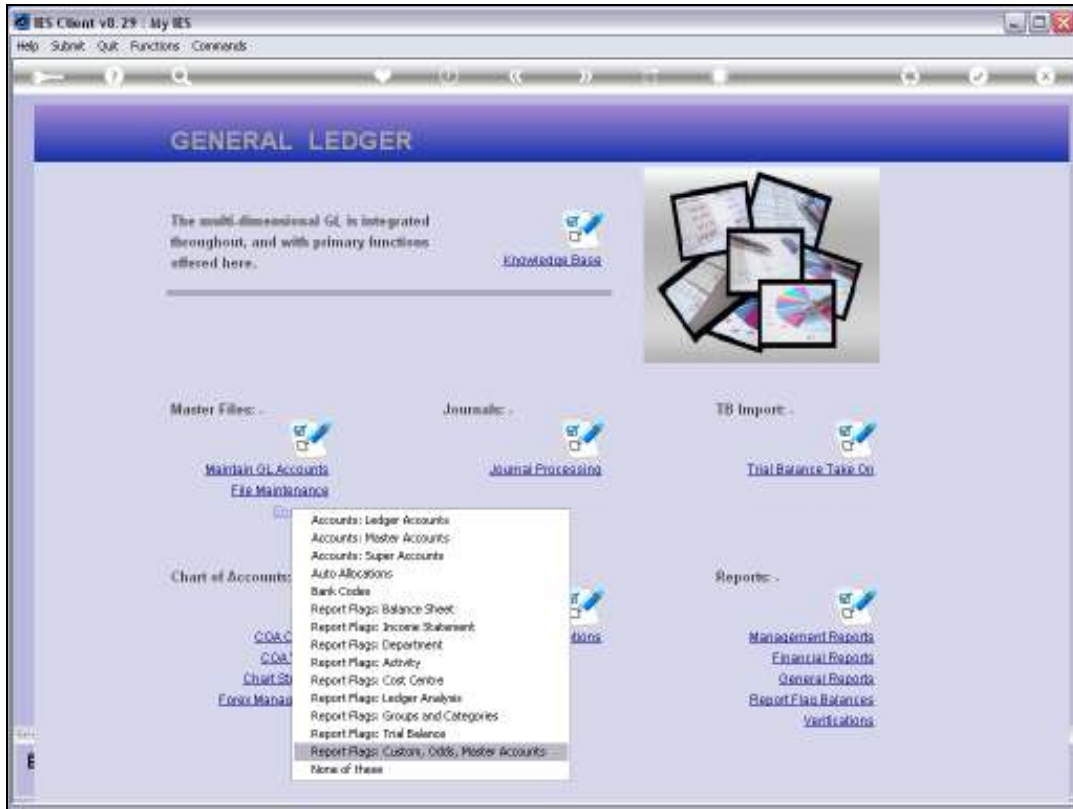 IES Client v8.29 : My IES
Help Submit Quit Functions Commands
GENERAL LEDGER
The multi-dimensional GL is integrated
throughout, and with primary functions
offered here.
Knowledge Base
Master Files: .
Journals: .
TB Import: .
Maintain GL Accounts
Journal Processing
Trial Balance Take On
File Maintenance
Accounts: Ledger Accounts
Accounts: Master Accounts
Accounts: Super Accounts
Auto Allocations
Bank Codes
Report Flags: Balance Sheet
Report Flags: Income Statement
Report Flags: Department
Report Flags: Activity
Report Flags: Cost Centre
Report Flags: Ledger Analysis
Report Flags: Groups and Categories
Report Flags: Trial Balance
Report Flags: Custom, Odds, Master Accounts
None of these
Chart of Accounts:
Reports: .
COA
COA
Chart
Forex
Management Reports
Financial Reports
General Reports
Report Flag Balances
Verifications